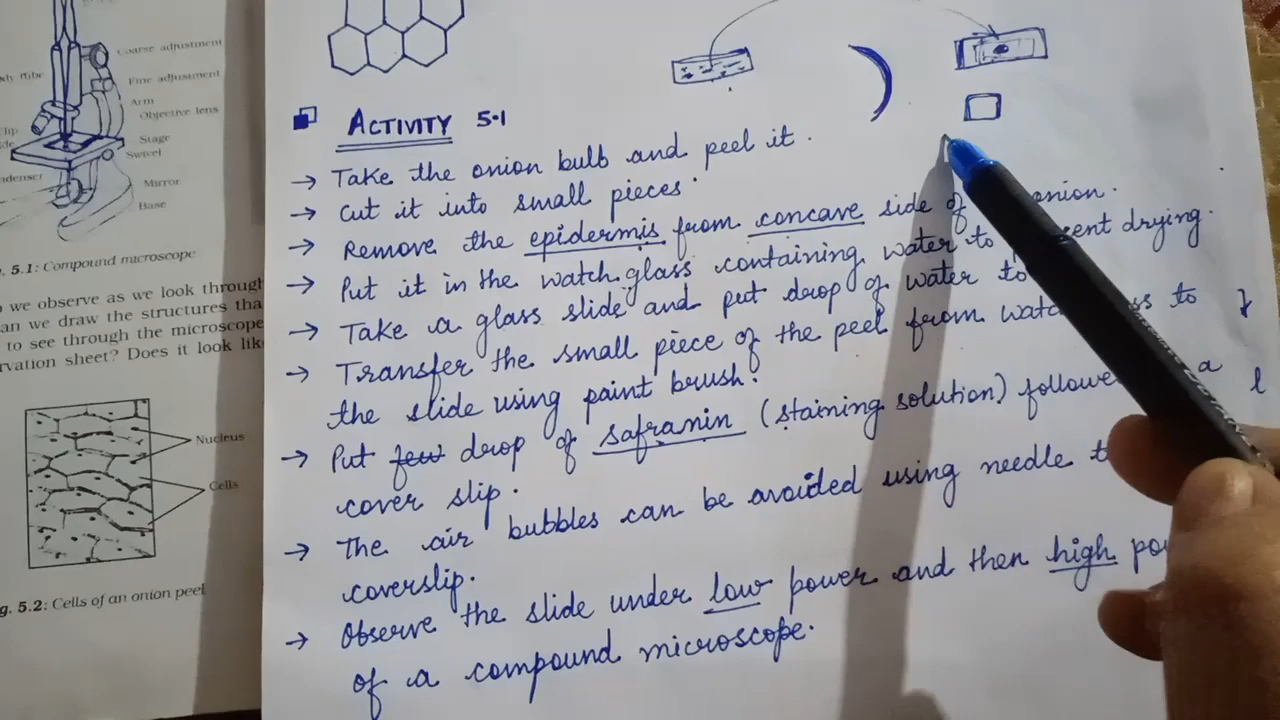 Coarse adjustment
Fine adjustment
Arm
Objective lens
Stage
Swivel
Mirror
Base
5.1: Compound microscope
we observe as we look through
an we draw the structures
to see through the microscope
sheet? Does it look
Nucleus
Cells
5.2: Cells of an onion peel
ACTIVITY 5.1
→ Take the onion bulb and peel it.
→ Cut it into small pieces.
→ Remove the epidermis from concave side of onion.
→ Put it in the watch glass containing water to drying.
→ Take a glass slide and put drop of water to
→ Transfer the small piece of the peel from to
the slide using paint brush.
→ Put few drop of safranin (staining solution) a
cover slip.
→ The air bubbles can be avoided using needle
coverslip.
→ Observe the slide under low power and then high
of a compound microscope.